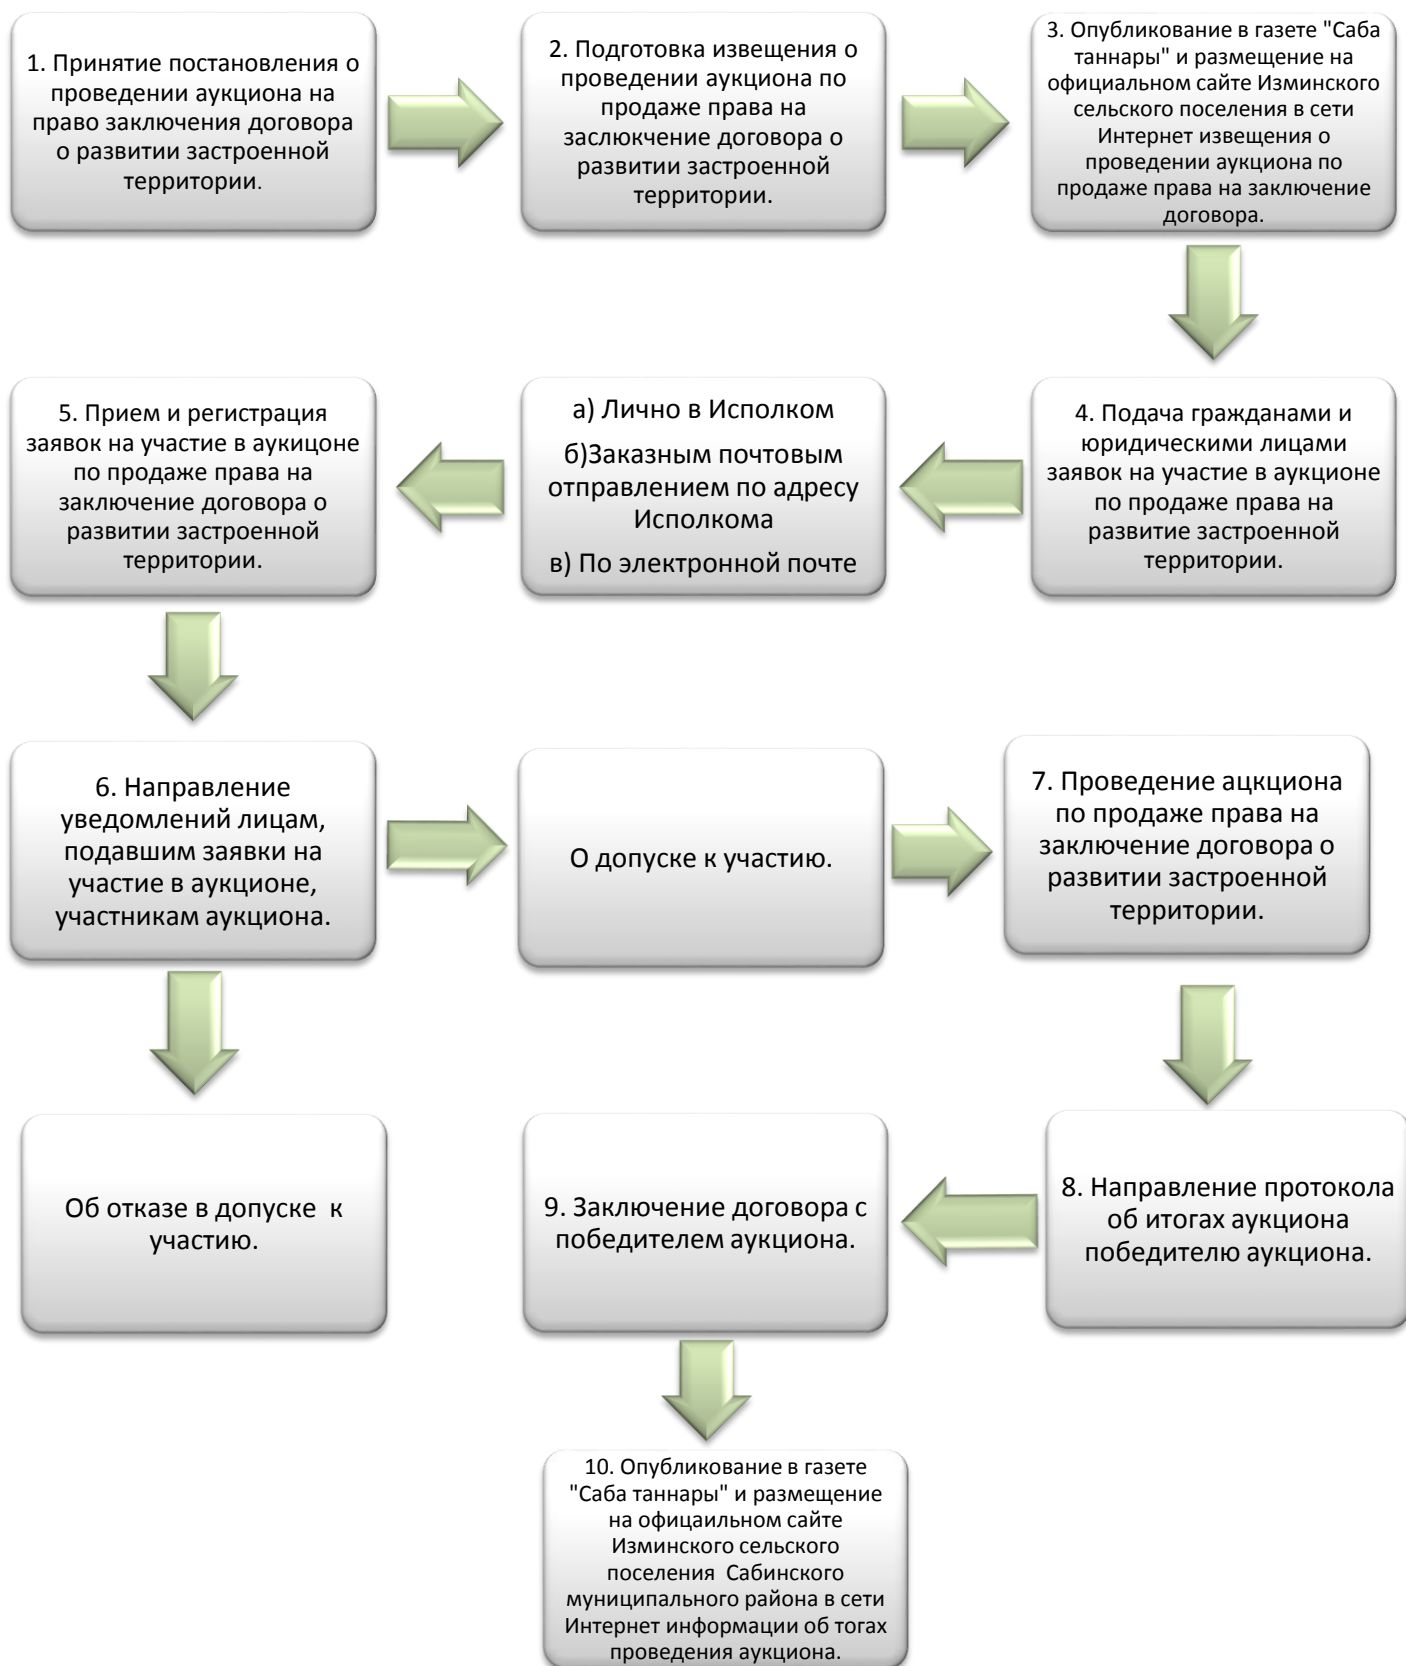 1. Принятие постановления о
проведении аукциона на
право заключения договора
о развитии застроенной
территории.
2. Подготовка извещения о
проведении аукциона по
продаже права на
заслюкчение договора о
развитии застроенной
территории.
3. Опубликование в газете "Саба
таннары" и размещение на
официальном сайте Изминского
сельского поселения в сети
Интернет извещения о
проведении аукциона по
продаже права на заключение
договора.
4. Подача гражданами и
юридическими лицами
заявок на участие в аукционе
по продаже права на
развитие застроенной
территории.
а) Лично в Исполком
б)Заказным почтовым
отправлением по адресу
Исполкома
в) По электронной почте
5. Прием и регистрация
заявок на участие в аукицоне
по продаже права на
заключение договора о
развитии застроенной
территории.
6. Направление
уведомлений лицам,
подавшим заявки на
участие в аукционе,
участникам аукциона.
О допуске к участию.
7. Проведение ацкциона
по продаже права на
заключение договора о
развитии застроенной
территории.
Об отказе в допуске  к
участию.
8. Направление протокола
об итогах аукциона
победителю аукциона.
9. Заключение договора с
победителем аукциона.
10. Опубликование в газете
"Саба таннары" и размещение
на офицаильном сайте
Изминского сельского
поселения  Сабинского
муниципального района в сети
Интернет информации об тогах
проведения аукциона.